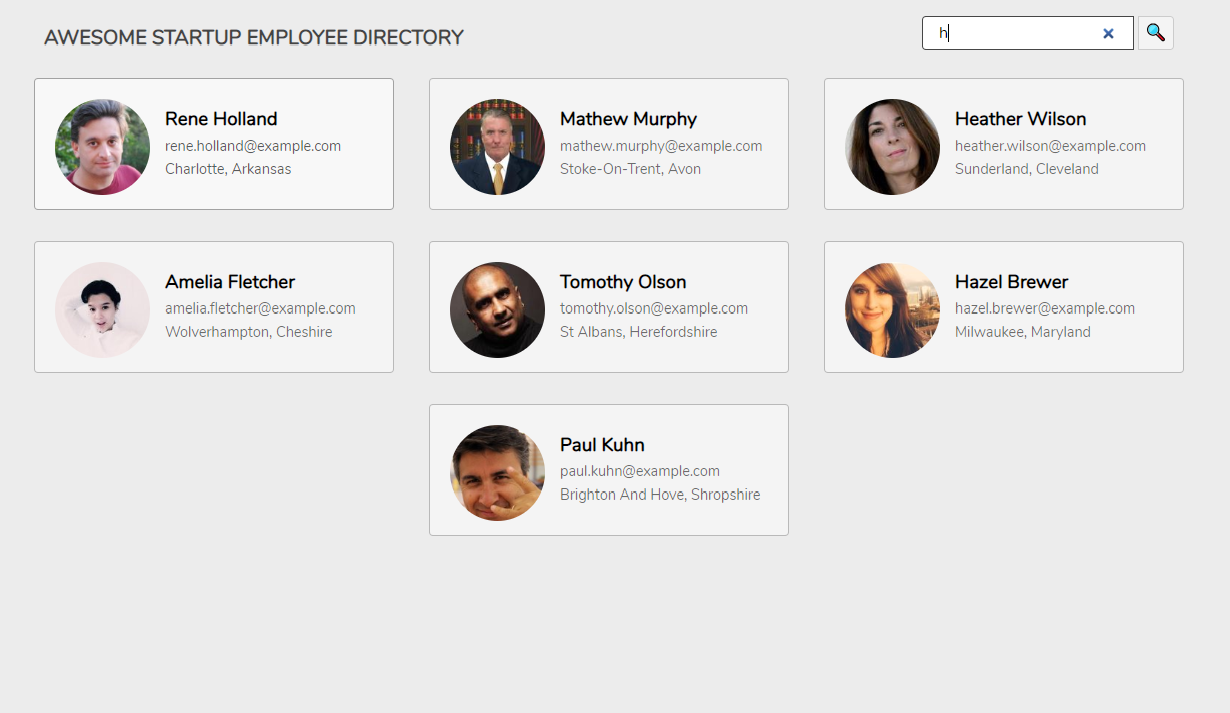 AWESOME STARTUP EMPLOYEE DIRECTORY
h
Rene Holland
rene.holland@example.com
Charlotte, Arkansas
Mathew Murphy
mathew.murphy@example.com
Stoke-On-Trent, Avon
Heather Wilson
heather.wilson@example.com
Sunderland, Cleveland
Amelia Fletcher
amelia.fletcher@example.com
Wolverhampton, Cheshire
Tomothy Olson
tomothy.olson@example.com
St Albans, Herefordshire
Hazel Brewer
hazel.brewer@example.com
Milwaukee, Maryland
Paul Kuhn
paul.kuhn@example.com
Brighton And Hove, Shropshire